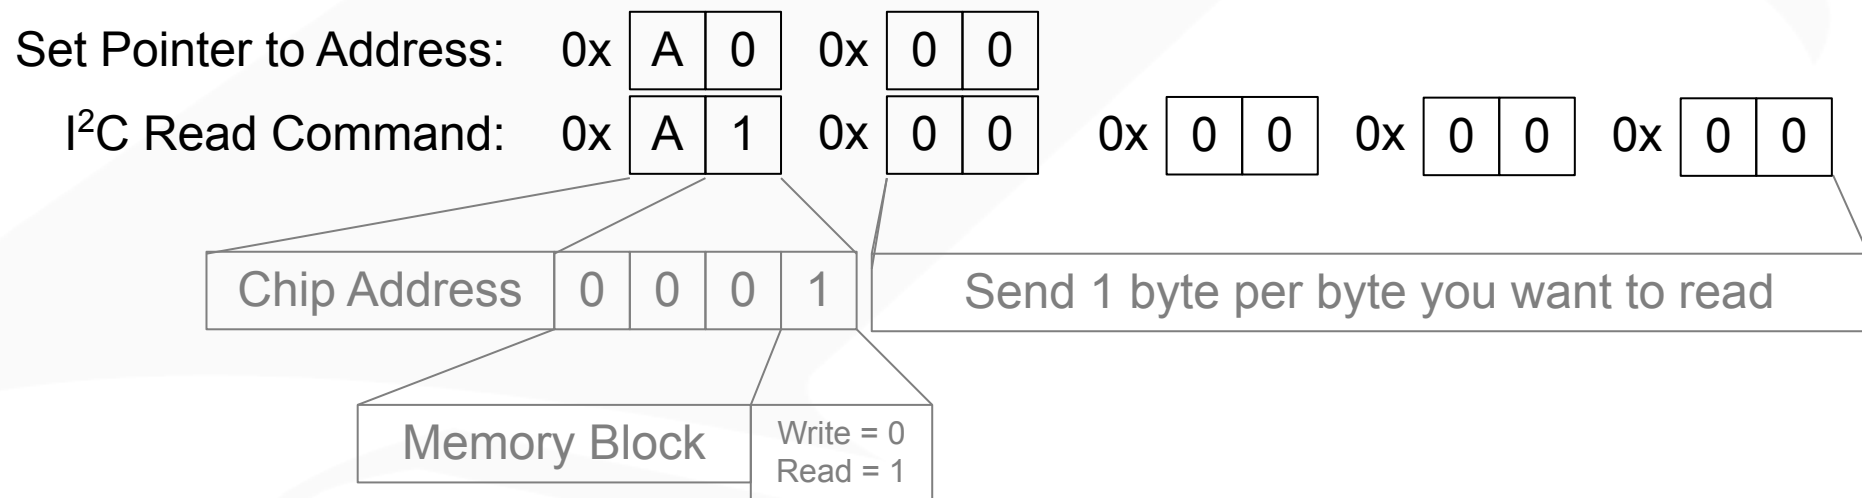 Set Pointer to Address: 0x A 0 0x 0 0
I²C Read Command: 0x A 1 0x 0 0 0x 0 0 0x 0 0 0x 0 0
Chip Address 0 0 0 1 Send 1 byte per byte you want to read
Memory Block
Write = 0
Read = 1